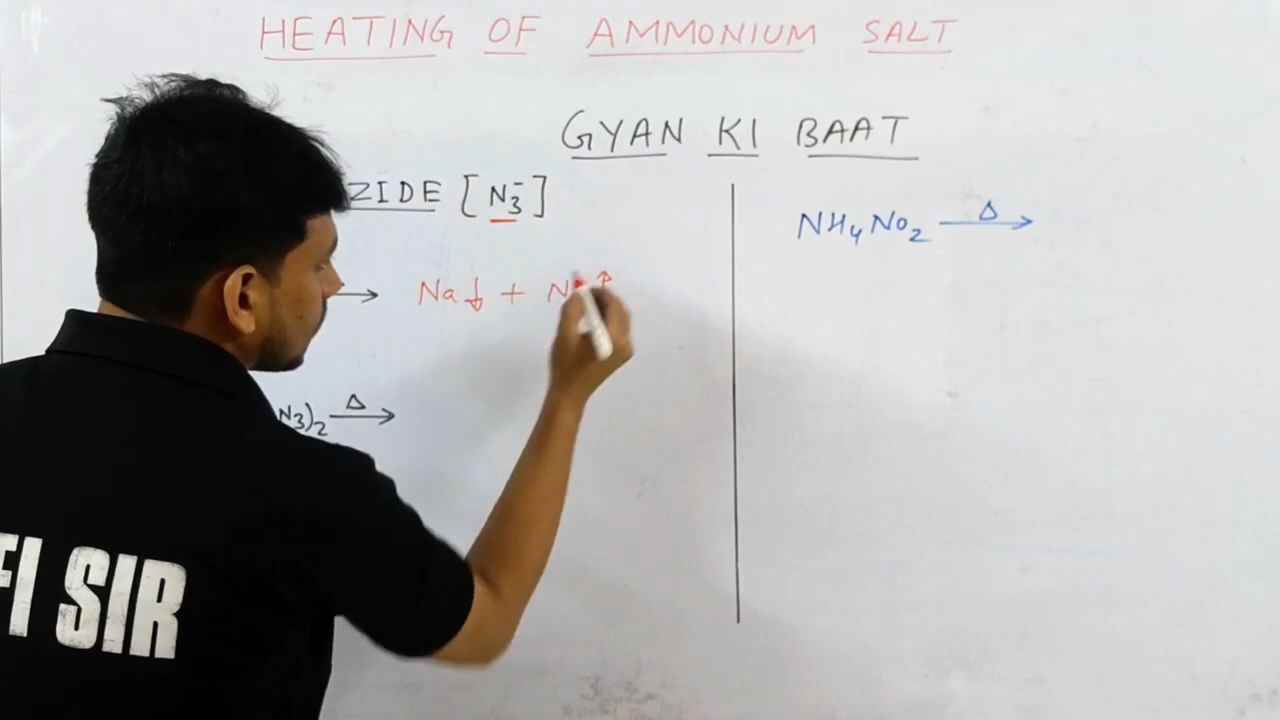 HEATING OF AMMONIUM SALT
GYAN KI BAAT
ZIDE [N₃⁻]
NH₄NO₂ —Δ→
→ Na↓ + N ↑
N₃)₂ —Δ→
FI SIR